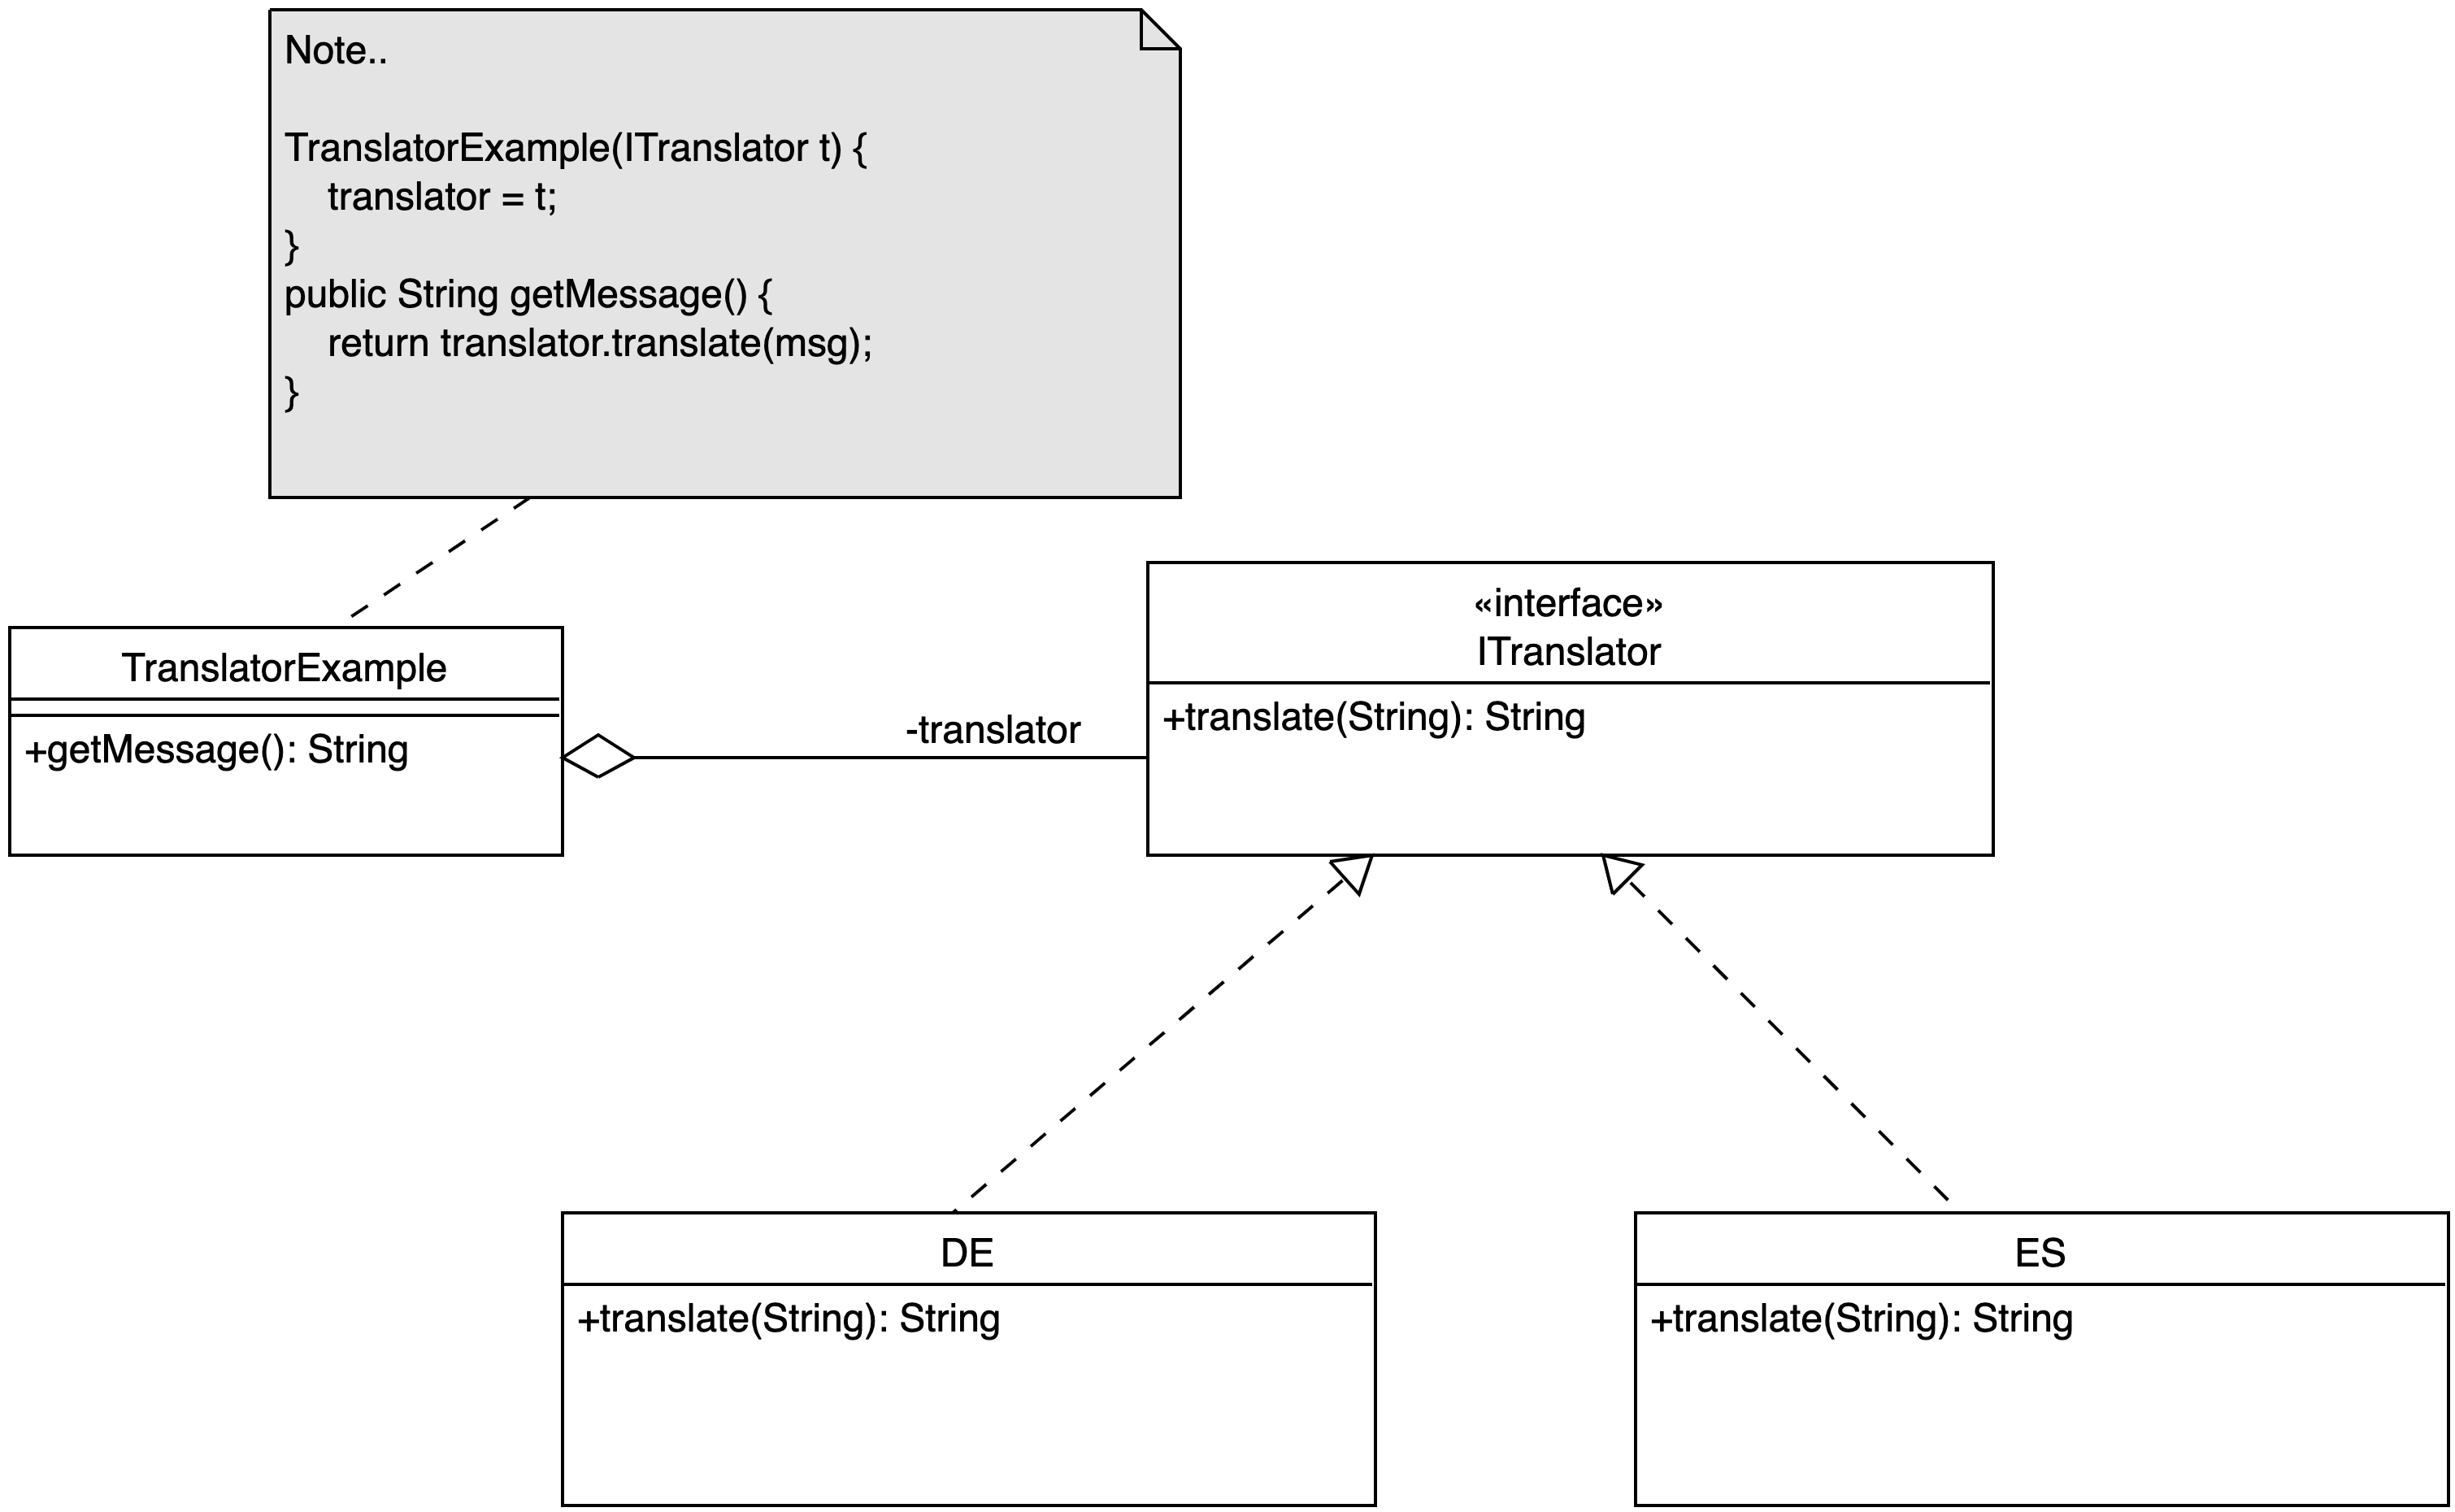 Note..
TranslatorExample(ITranslator t) {
translator = t;
}
public String getMessage() {
return translator.translate(msg);
}
TranslatorExample
+getMessage(): String
-translator
«interface»
ITranslator
+translate(String): String
DE
+translate(String): String
ES
+translate(String): String